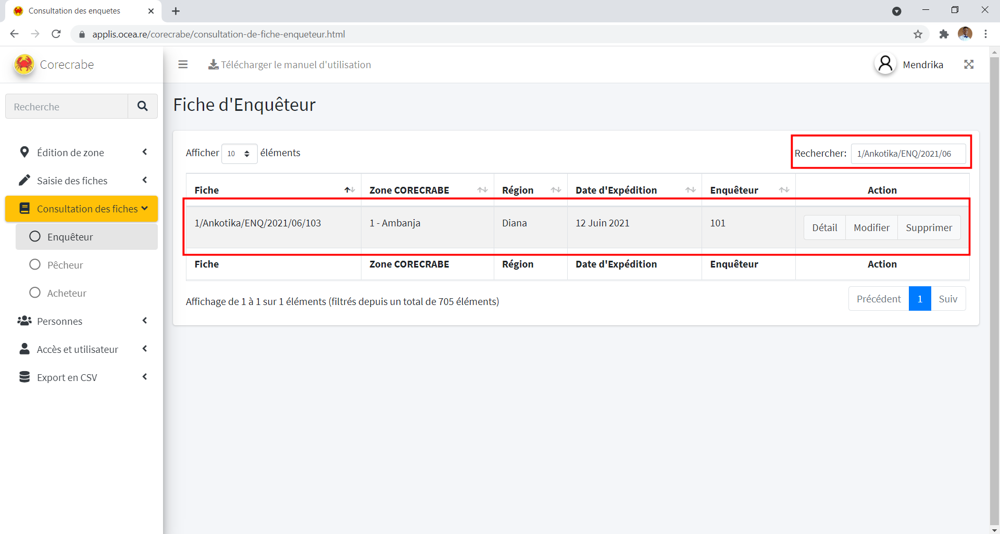 Consultation des enquetes
applis.ocea.re/corecrabe/consultation-de-fiche-enqueteur.html
Corecrabe
Télécharger le manuel d'utilisation
Mendrika
Recherche
Édition de zone
Saisie des fiches
Consultation des fiches
Enquêteur
Pêcheur
Acheteur
Personnes
Accès et utilisateur
Export en CSV
Fiche d'Enquêteur
Afficher 10 éléments
Rechercher: 1/Ankotika/ENQ/2021/06
Fiche Zone CORECRABE Région Date d'Expédition Enquêteur Action
1/Ankotika/ENQ/2021/06/103 1 - Ambanja Diana 12 Juin 2021 101 Détail Modifier Supprimer
Fiche Zone CORECRABE Région Date d'Expédition Enquêteur Action
Affichage de 1 à 1 sur 1 éléments (filtrés depuis un total de 705 éléments)
Précédent 1 Suiv